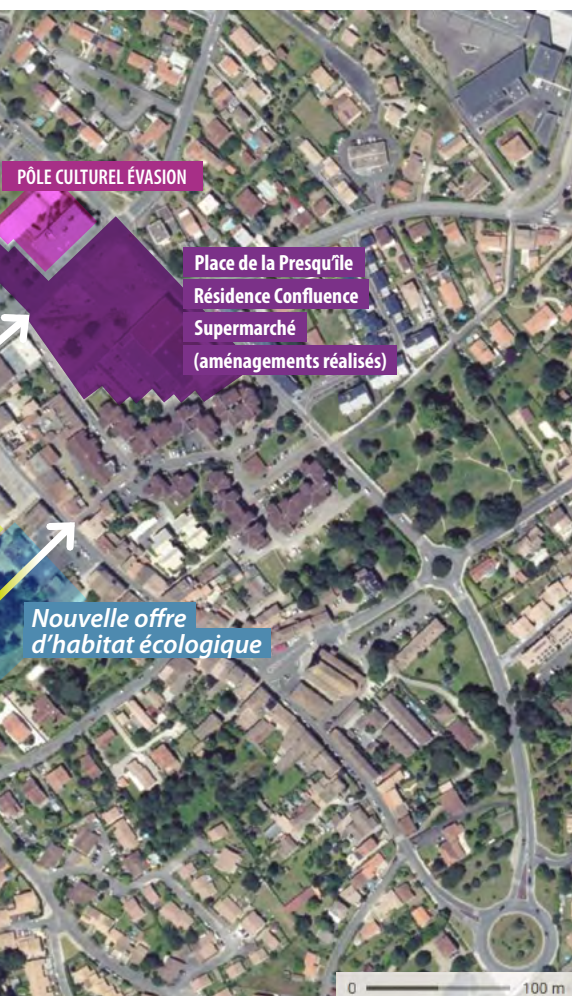 PÔLE CULTUREL ÉVASION
Place de la Presqu'île
Résidence Confluence
Supermarché
(aménagements réalisés)
Nouvelle offre
d'habitat écologique
0 100 m